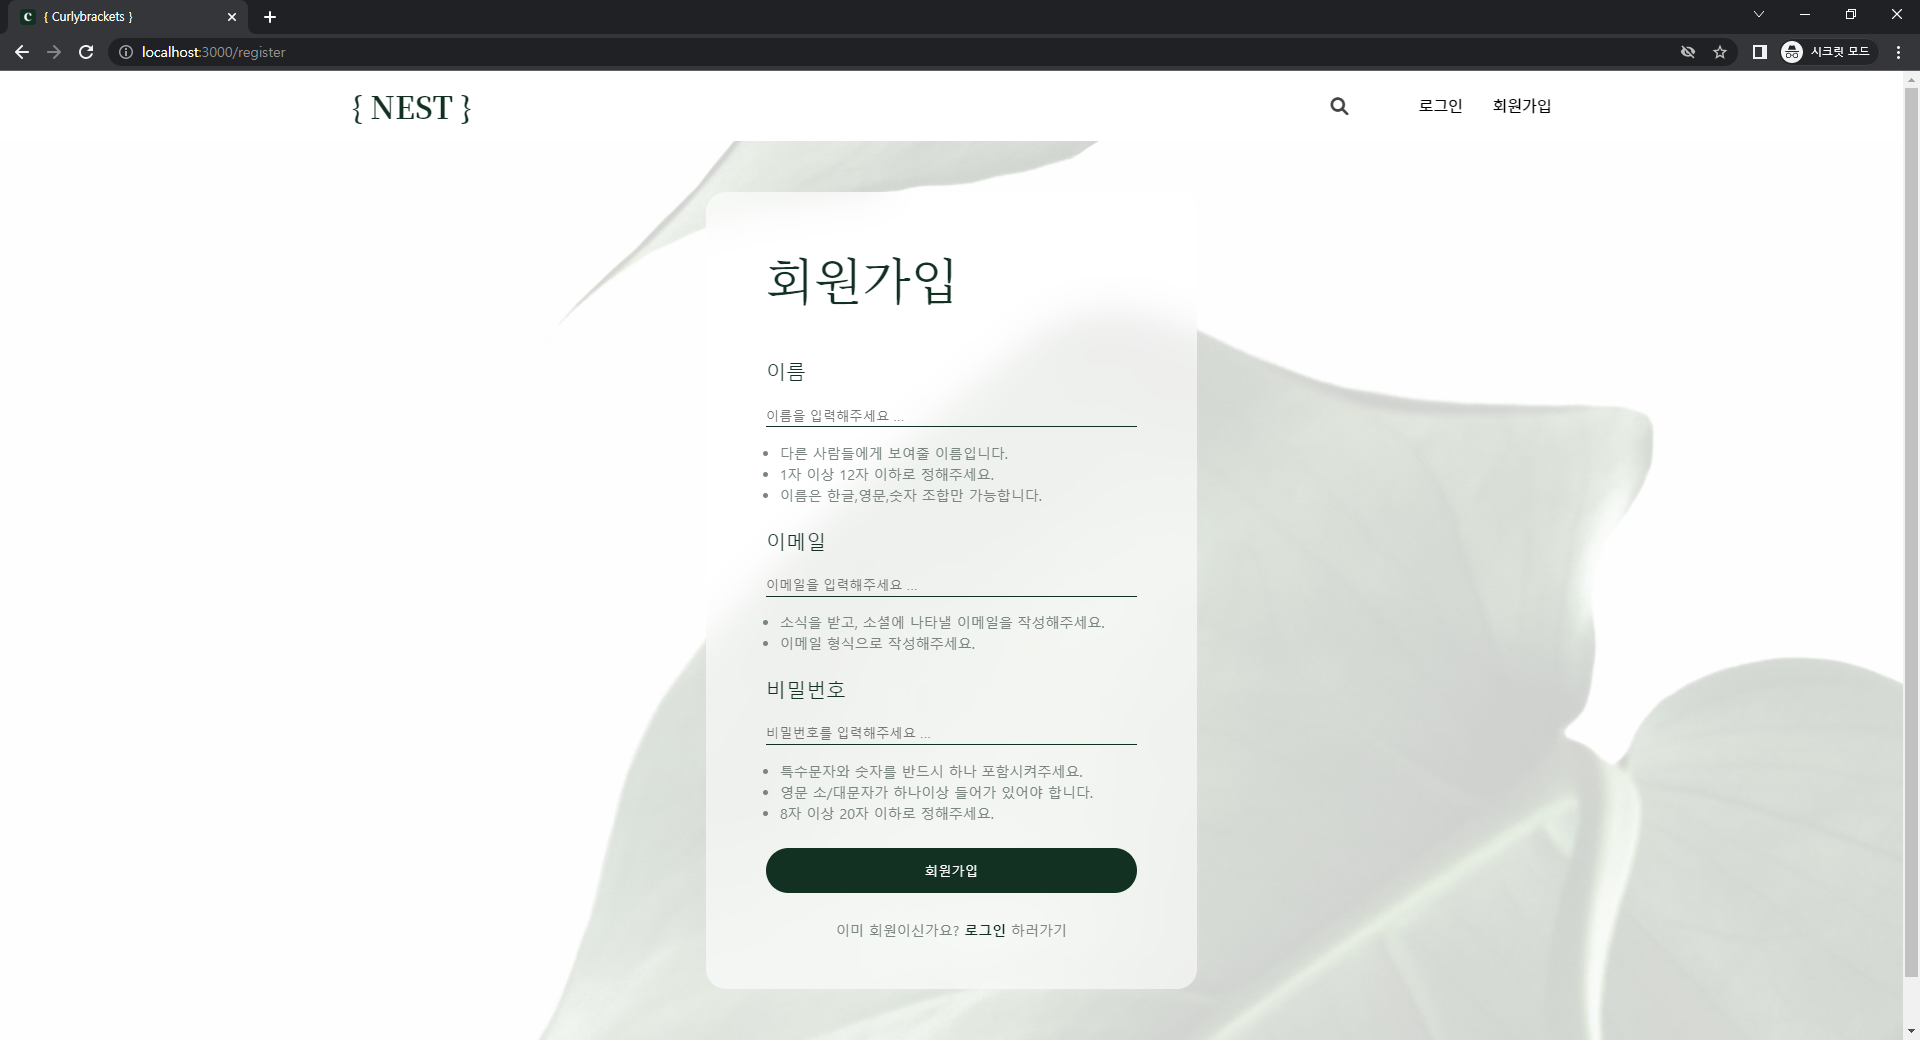 C { Curlybrackets }
localhost:3000/register
시크릿 모드
{ NEST }
로그인 회원가입
회원가입
이름
이름을 입력해주세요 ...
다른 사람들에게 보여줄 이름입니다.
1자 이상 12자 이하로 정해주세요.
이름은 한글,영문,숫자 조합만 가능합니다.
이메일
이메일을 입력해주세요 ...
소식을 받고, 소셜에 나타낼 이메일을 작성해주세요.
이메일 형식으로 작성해주세요.
비밀번호
비밀번호를 입력해주세요 ...
특수문자와 숫자를 반드시 하나 포함시켜주세요.
영문 소/대문자가 하나이상 들어가 있어야 합니다.
8자 이상 20자 이하로 정해주세요.
회원가입
이미 회원이신가요? 로그인 하러가기